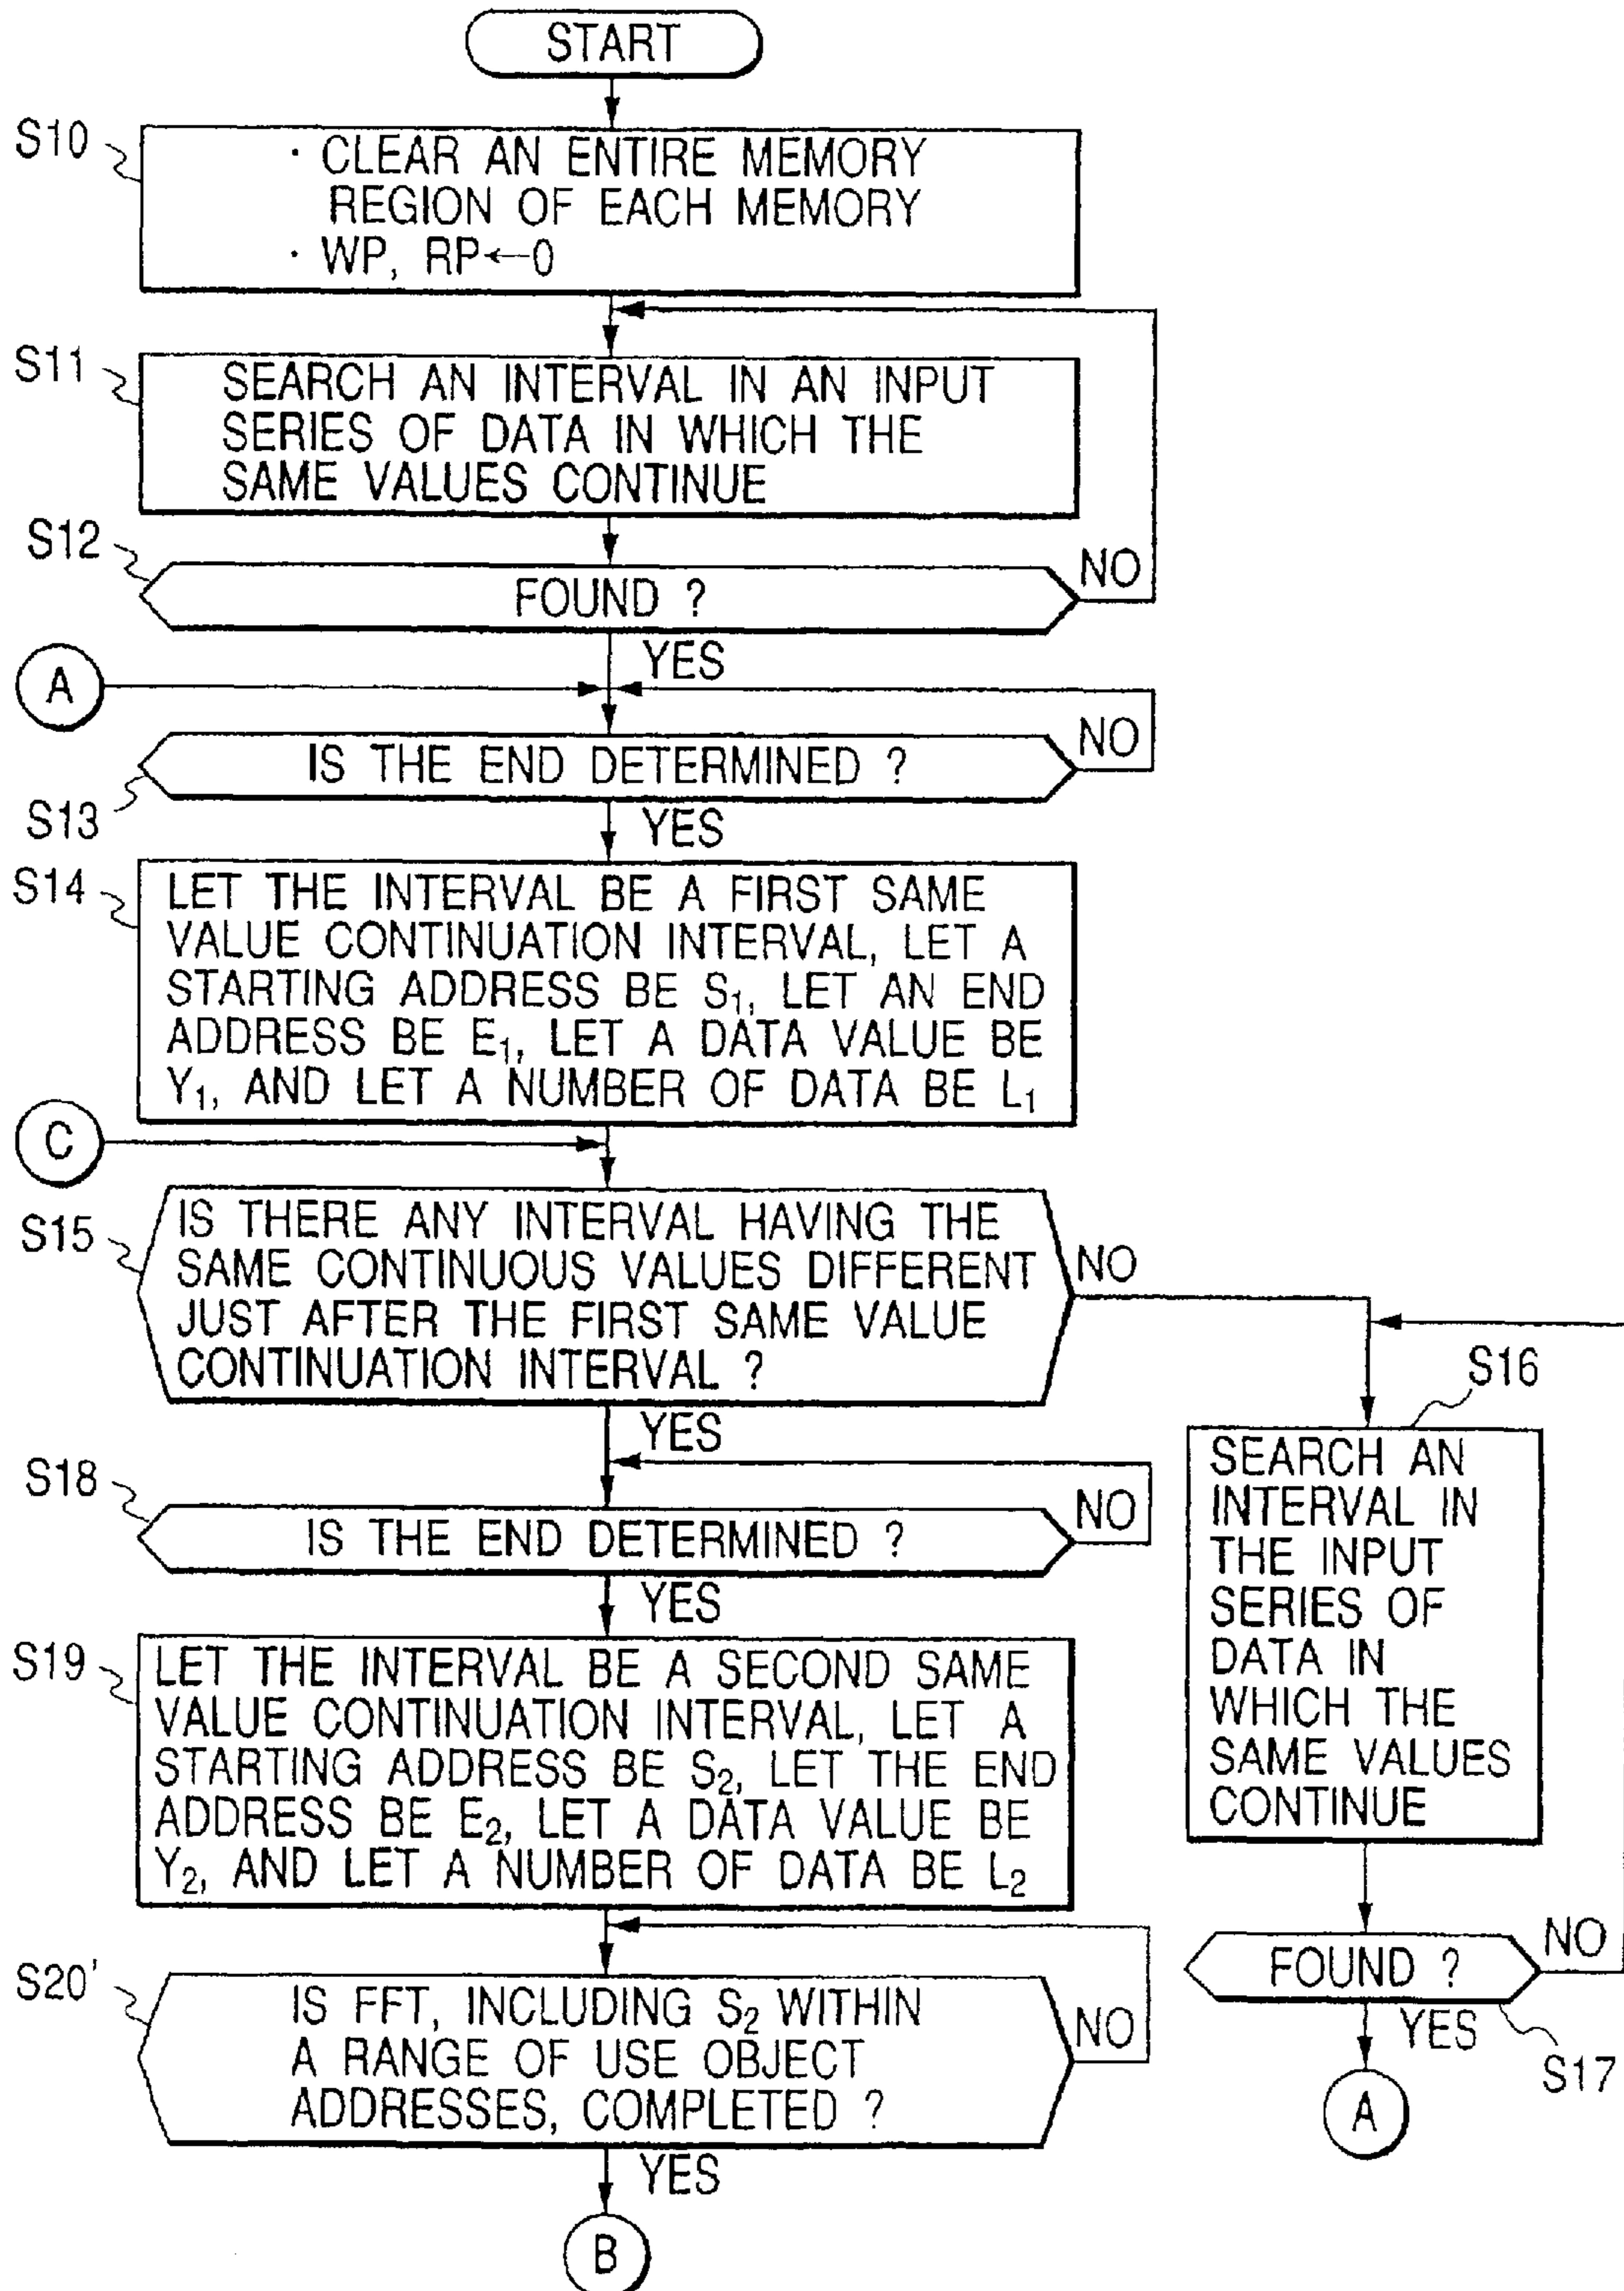 START
S10
· CLEAR AN ENTIRE MEMORY
REGION OF EACH MEMORY
· WP, RP←0
S11
SEARCH AN INTERVAL IN AN INPUT
SERIES OF DATA IN WHICH THE
SAME VALUES CONTINUE
S12
FOUND ?
NO
YES
A
IS THE END DETERMINED ?
NO
S13
YES
S14
LET THE INTERVAL BE A FIRST SAME
VALUE CONTINUATION INTERVAL, LET A
STARTING ADDRESS BE S₁, LET AN END
ADDRESS BE E₁, LET A DATA VALUE BE
Y₁, AND LET A NUMBER OF DATA BE L₁
C
S15
IS THERE ANY INTERVAL HAVING THE
SAME CONTINUOUS VALUES DIFFERENT
JUST AFTER THE FIRST SAME VALUE
CONTINUATION INTERVAL ?
NO
YES
S16
SEARCH AN
INTERVAL IN
THE INPUT
SERIES OF
DATA IN
WHICH THE
SAME VALUES
CONTINUE
FOUND ?
NO
YES
S17
A
S18
IS THE END DETERMINED ?
NO
YES
S19
LET THE INTERVAL BE A SECOND SAME
VALUE CONTINUATION INTERVAL, LET A
STARTING ADDRESS BE S₂, LET THE END
ADDRESS BE E₂, LET A DATA VALUE BE
Y₂, AND LET A NUMBER OF DATA BE L₂
S20'
IS FFT, INCLUDING S₂ WITHIN
A RANGE OF USE OBJECT
ADDRESSES, COMPLETED ?
NO
YES
B